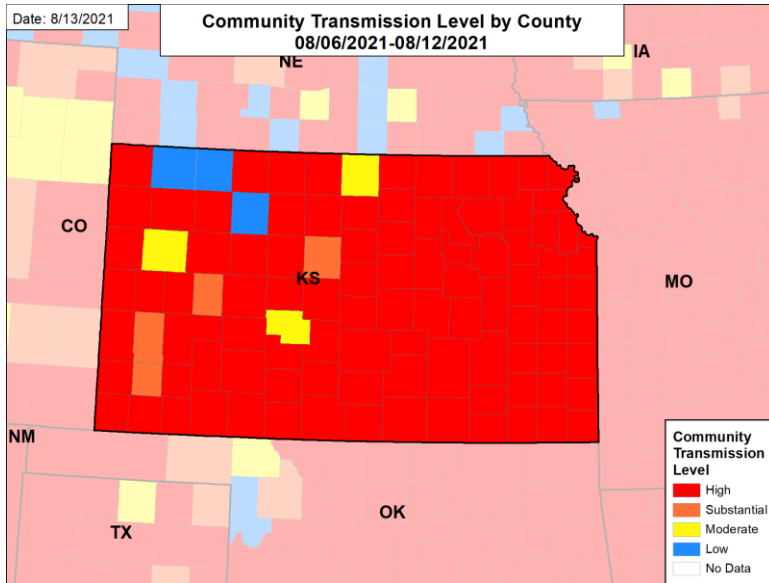 Date: 8/13/2021
Community Transmission Level by County
08/06/2021-08/12/2021
NE
IA
CO
KS
MO
NM
TX
OK
Community
Transmission
Level
High
Substantial
Moderate
Low
No Data